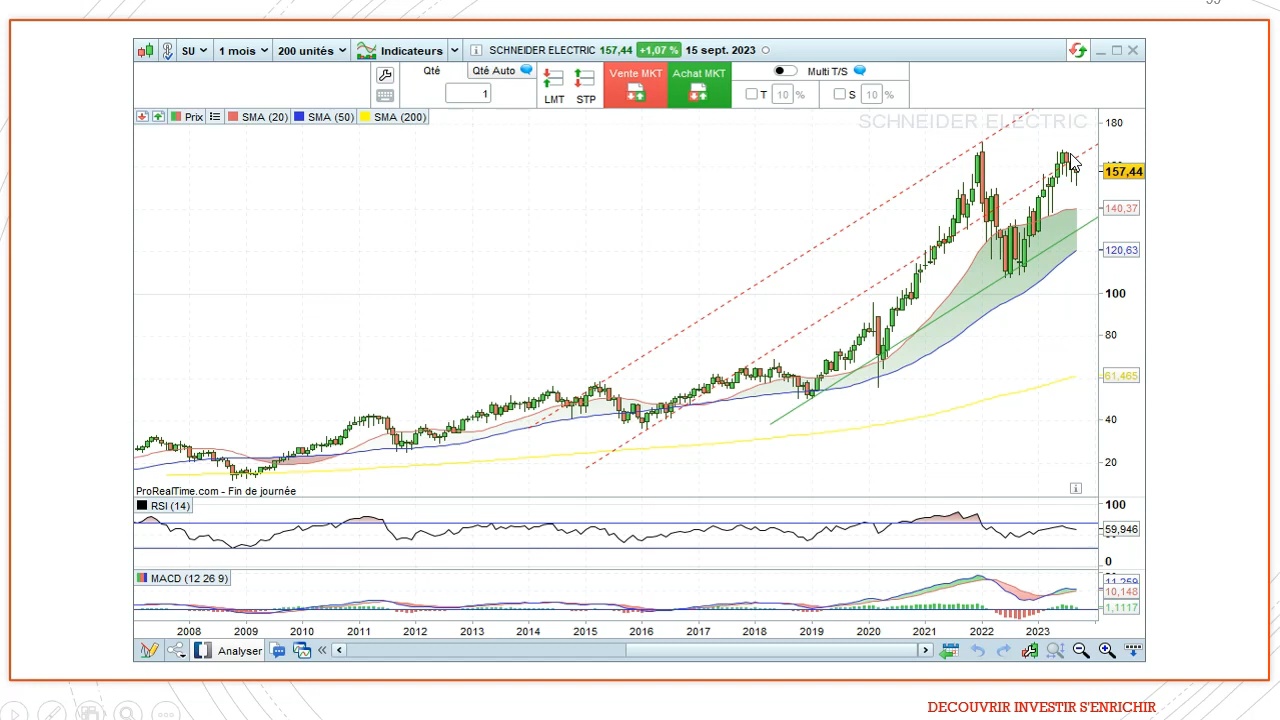 SU 1 mois 200 unités Indicateurs SCHNEIDER ELECTRIC 157,44 +1,07 % 15 sept. 2023
Qté Qté Auto Vente MKT Achat MKT Multi T/S
1 LMT STP T 10 % S 10 %
Prix SMA (20) SMA (50) SMA (200)
SCHNEIDER ELECTRIC
180
157,44
140,37
120,63
100
80
61,465
40
20
ProRealTime.com - Fin de journée
RSI (14)
100
59,946
0
MACD (12 26 9)
11,259
10,148
1,1117
2008 2009 2010 2011 2012 2013 2014 2015 2016 2017 2018 2019 2020 2021 2022 2023
Analyser
DECOUVRIR INVESTIR S'ENRICHIR